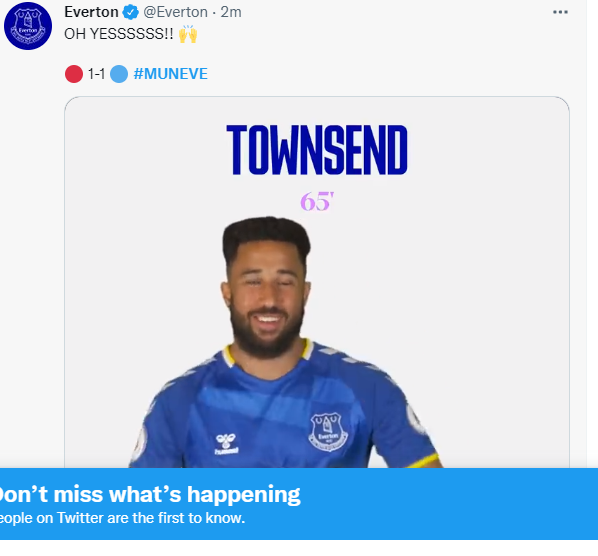 Everton @Everton · 2m
OH YESSSSSS!! 🙌
🔴 1-1 🔵 #MUNEVE
TOWNSEND
65'
Everton
hummel
Everton
Don't miss what's happening
eople on Twitter are the first to know.